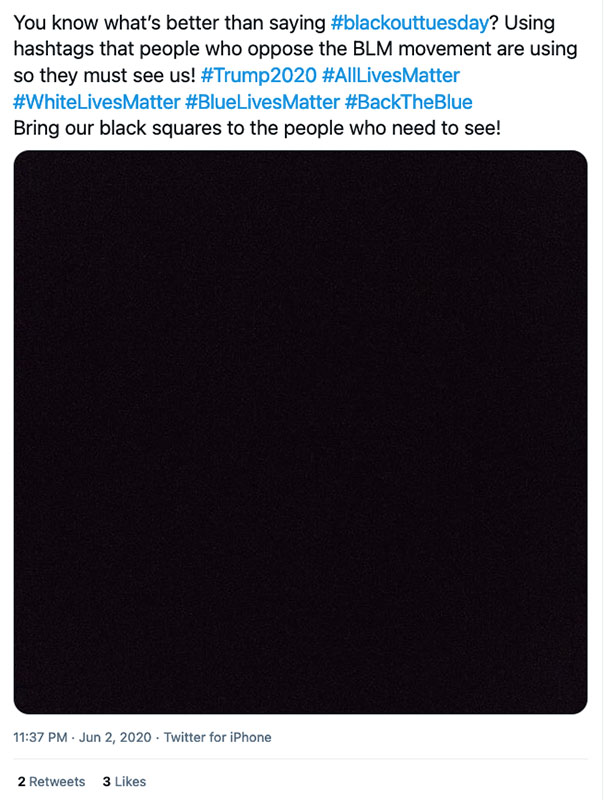 You know what's better than saying #blackouttuesday? Using
hashtags that people who oppose the BLM movement are using
so they must see us! #Trump2020 #AllLivesMatter
#WhiteLivesMatter #BlueLivesMatter #BackTheBlue
Bring our black squares to the people who need to see!
11:37 PM · Jun 2, 2020 · Twitter for iPhone
2 Retweets 3 Likes